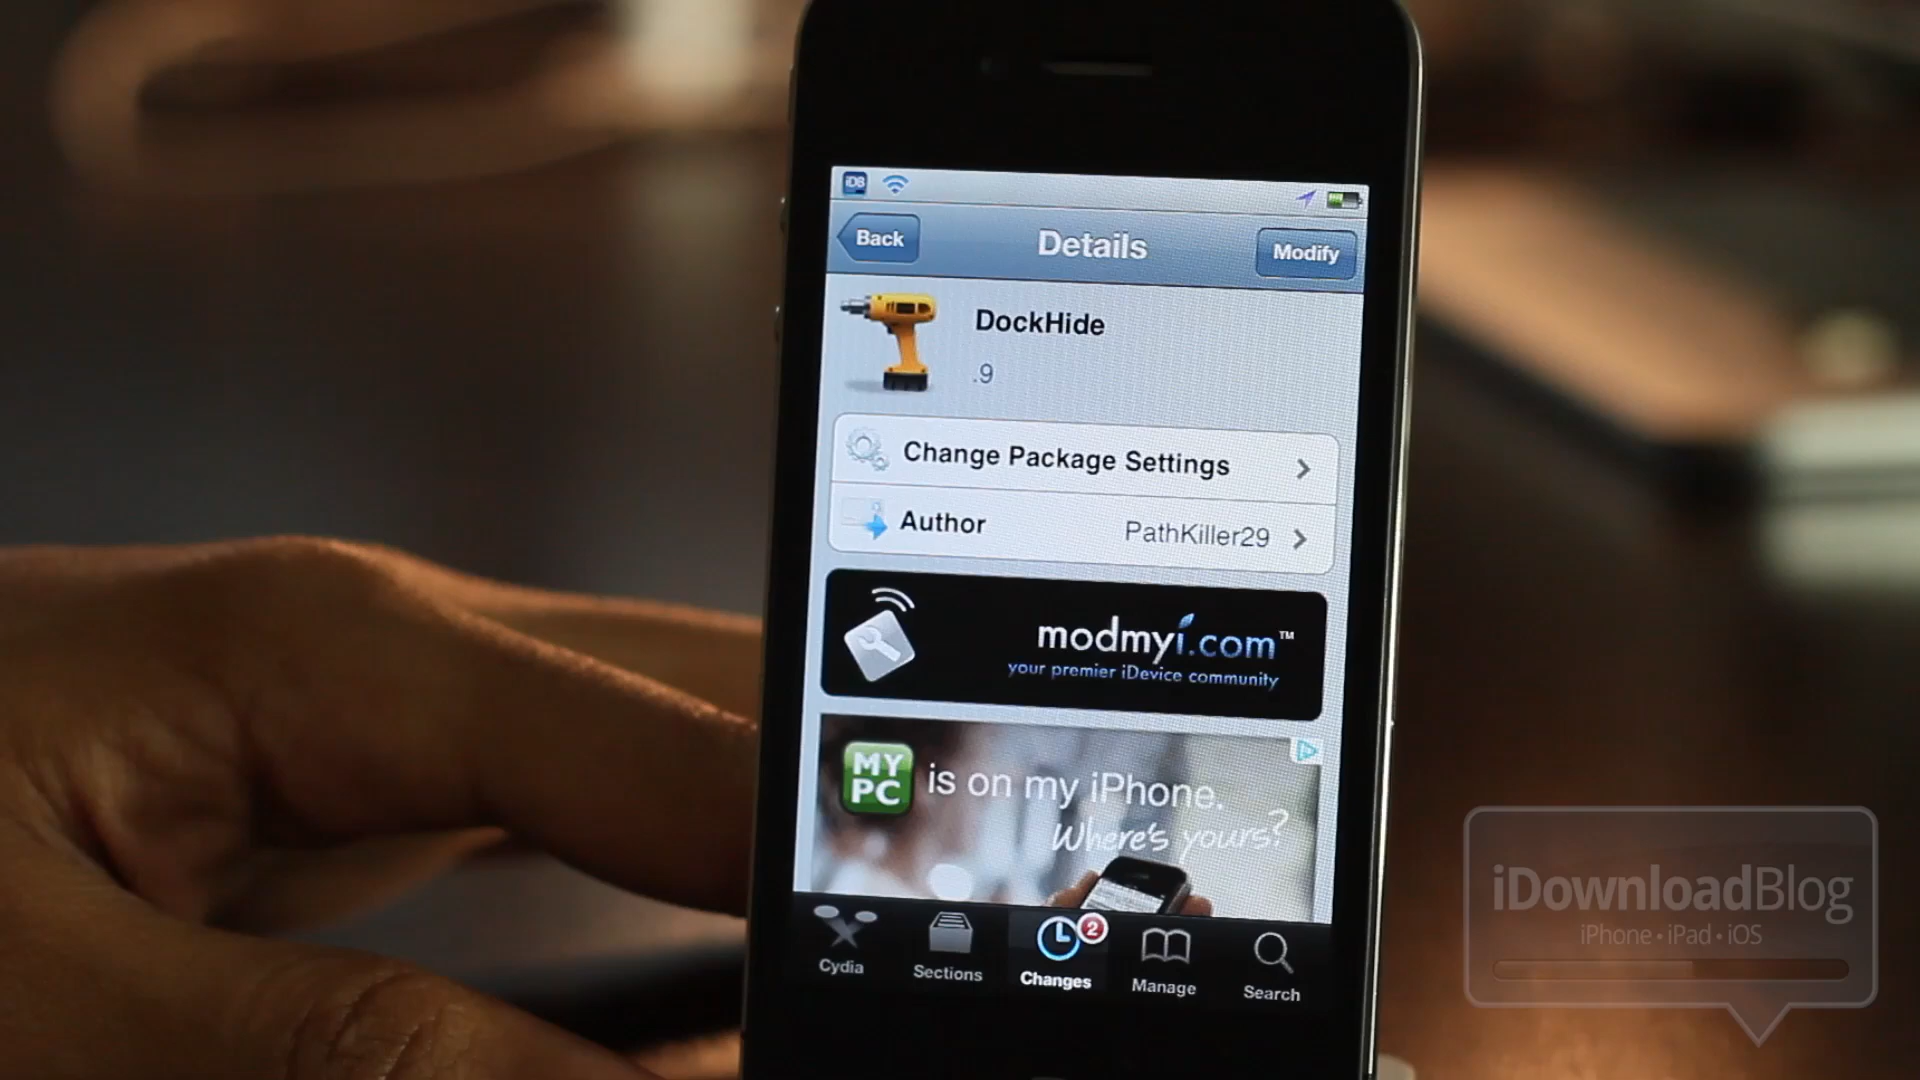 iDB
Back
Details
Modify
DockHide
.9
Change Package Settings
Author
PathKiller29
modmyi.com™
your premier iDevice community
MY PC is on my iPhone.
Where's yours?
Cydia
Sections
2
Changes
Manage
Search
iDownloadBlog
iPhone • iPad • iOS